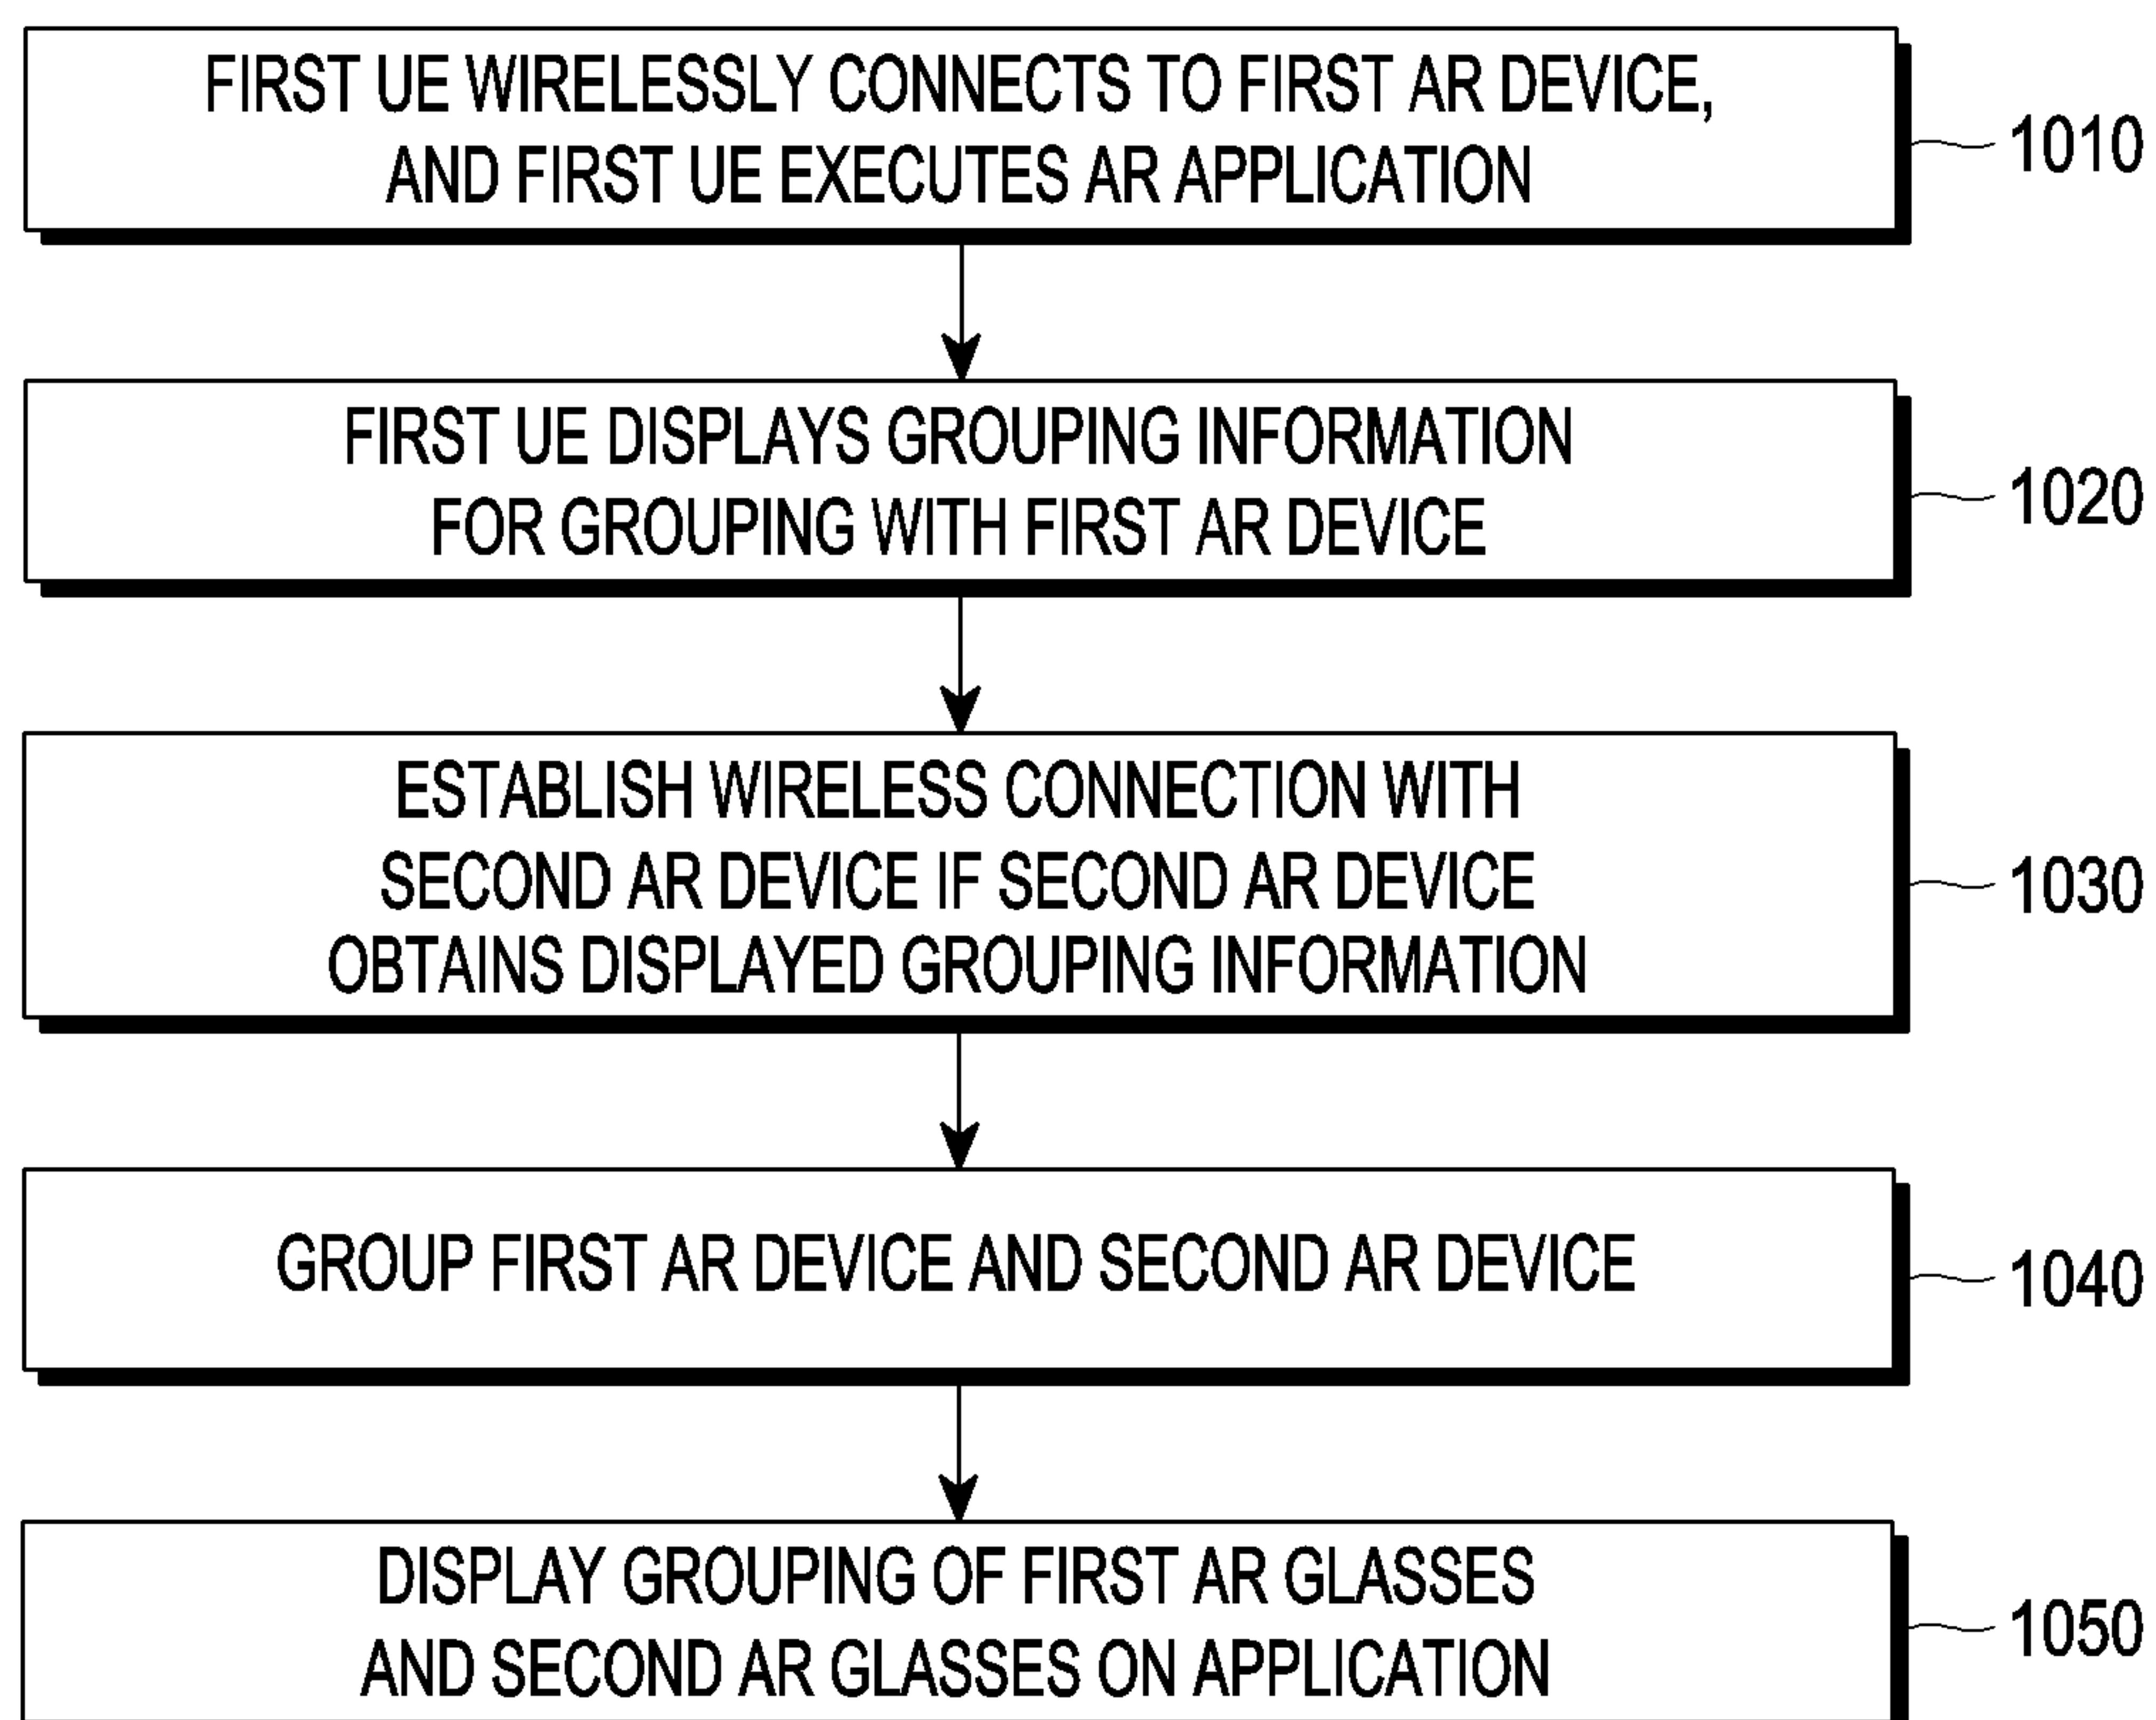 FIRST UE WIRELESSLY CONNECTS TO FIRST AR DEVICE,
AND FIRST UE EXECUTES AR APPLICATION
1010
FIRST UE DISPLAYS GROUPING INFORMATION
FOR GROUPING WITH FIRST AR DEVICE
1020
ESTABLISH WIRELESS CONNECTION WITH
SECOND AR DEVICE IF SECOND AR DEVICE
OBTAINS DISPLAYED GROUPING INFORMATION
1030
GROUP FIRST AR DEVICE AND SECOND AR DEVICE
1040
DISPLAY GROUPING OF FIRST AR GLASSES
AND SECOND AR GLASSES ON APPLICATION
1050